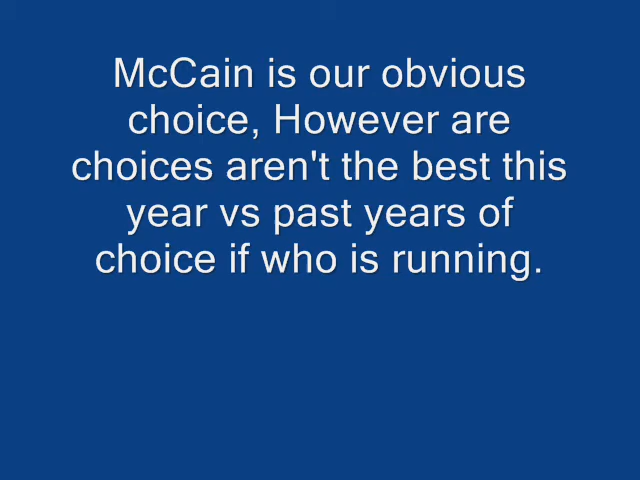 McCain is our obvious
choice, However are
choices aren't the best this
year vs past years of
choice if who is running.